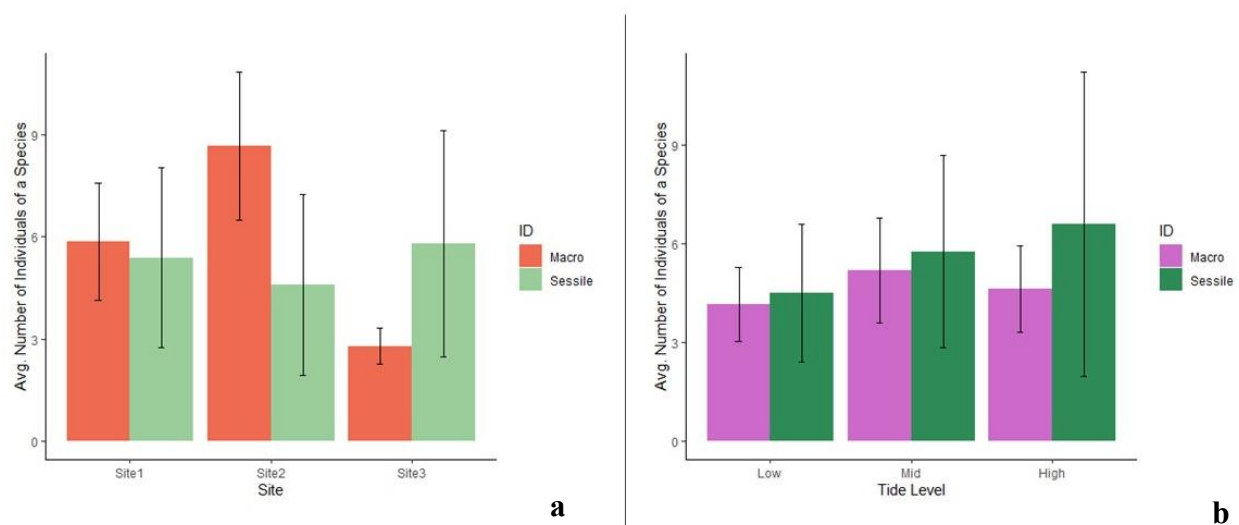 Avg. Number of Individuals of a Species
9
6
3
0
Site1 Site2 Site3
Site
ID
Macro
Sessile
a
Avg. Number of Individuals of a Species
9
6
3
0
Low Mid High
Tide Level
ID
Macro
Sessile
b